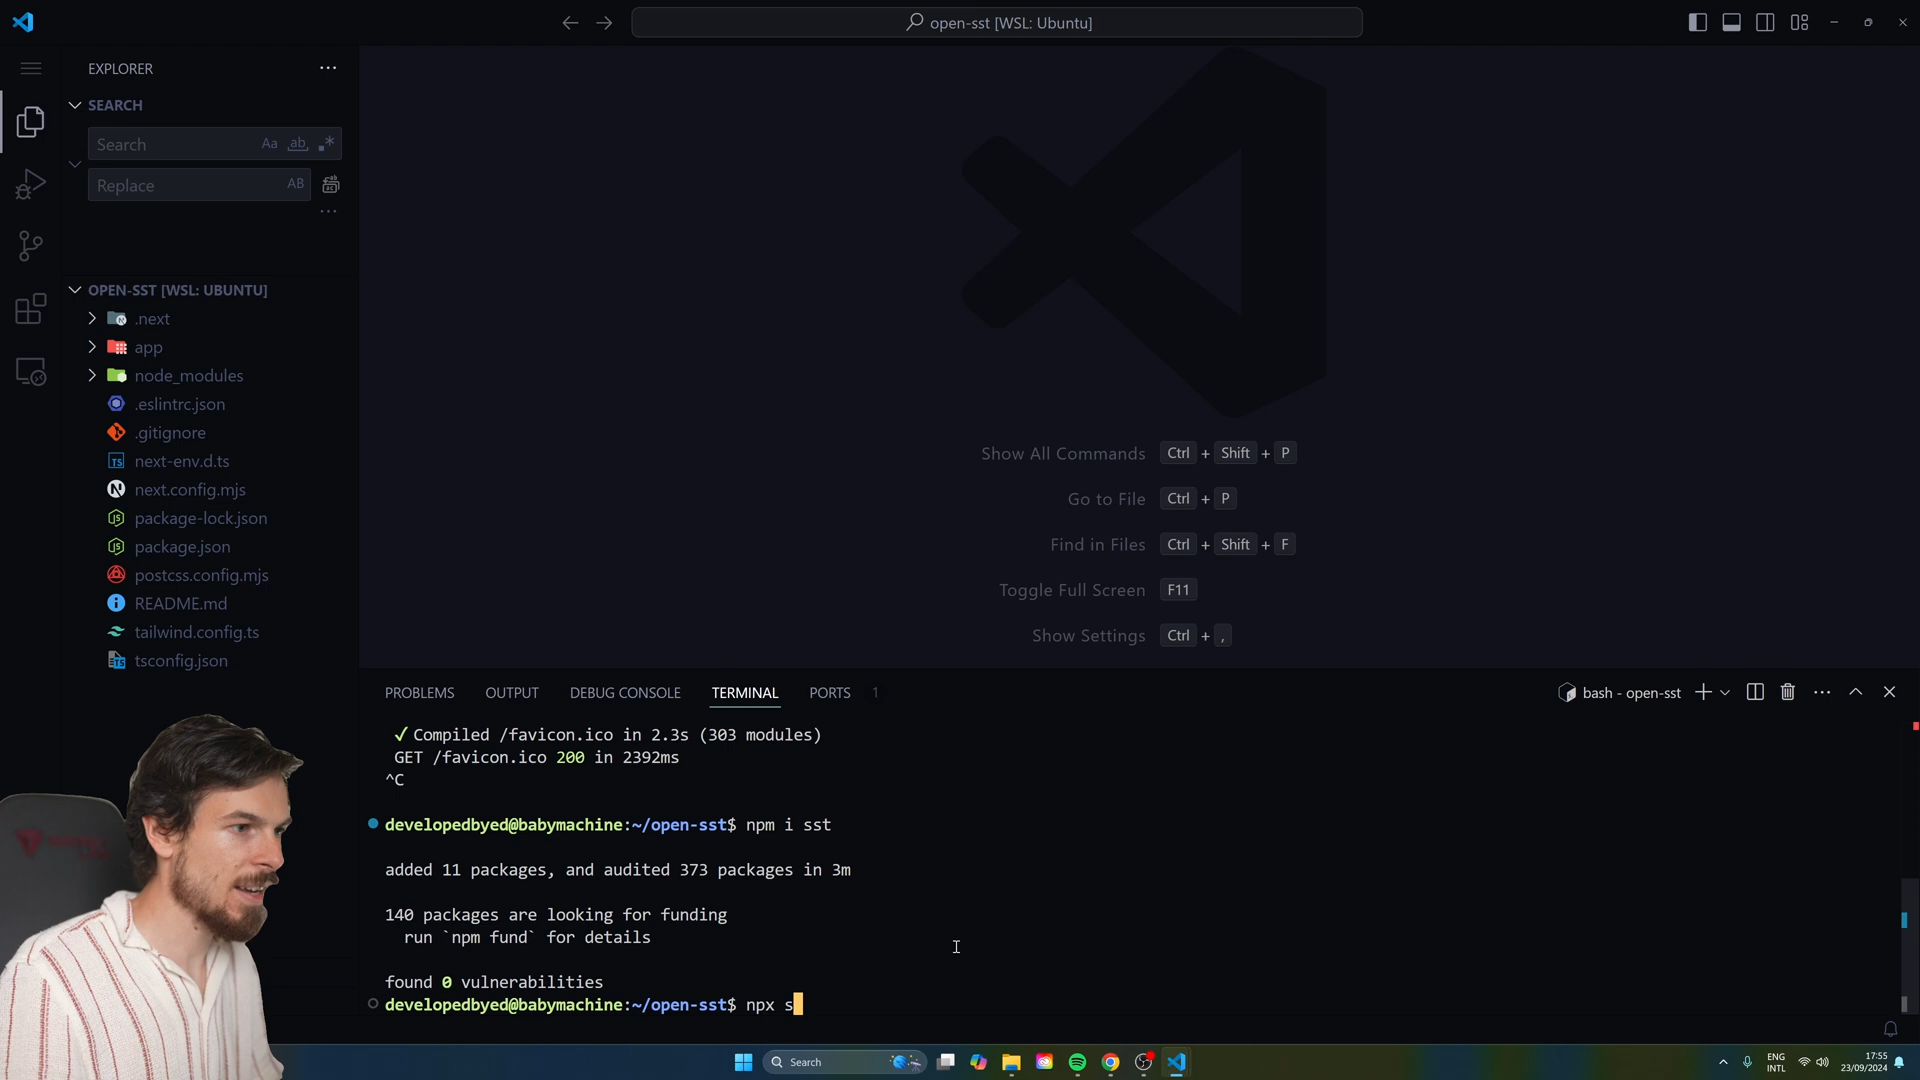 open-sst [WSL: Ubuntu]
EXPLORER
SEARCH
Search
Aa
ab
Replace
AB
OPEN-SST [WSL: UBUNTU]
.next
app
node_modules
.eslintrc.json
.gitignore
TS next-env.d.ts
N next.config.mjs
JS package-lock.json
JS package.json
postcss.config.mjs
README.md
tailwind.config.ts
TS tsconfig.json
Show All Commands Ctrl + Shift + P
Go to File Ctrl + P
Find in Files Ctrl + Shift + F
Toggle Full Screen F11
Show Settings Ctrl + ,
PROBLEMS OUTPUT DEBUG CONSOLE TERMINAL PORTS 1
bash - open-sst
✓ Compiled /favicon.ico in 2.3s (303 modules)
GET /favicon.ico 200 in 2392ms
^C
developedbyed@babymachine:~/open-sst$ npm i sst
added 11 packages, and audited 373 packages in 3m
140 packages are looking for funding
run `npm fund` for details
found 0 vulnerabilities
developedbyed@babymachine:~/open-sst$ npx s
Search
ENG
INTL
17:55
23/09/2024